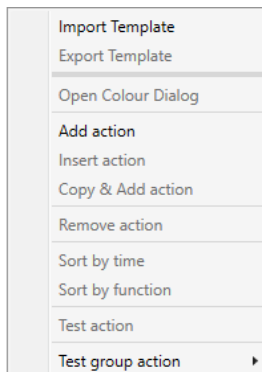 Import Template
Export Template
Open Colour Dialog
Add action
Insert action
Copy & Add action
Remove action
Sort by time
Sort by function
Test action
Test group action